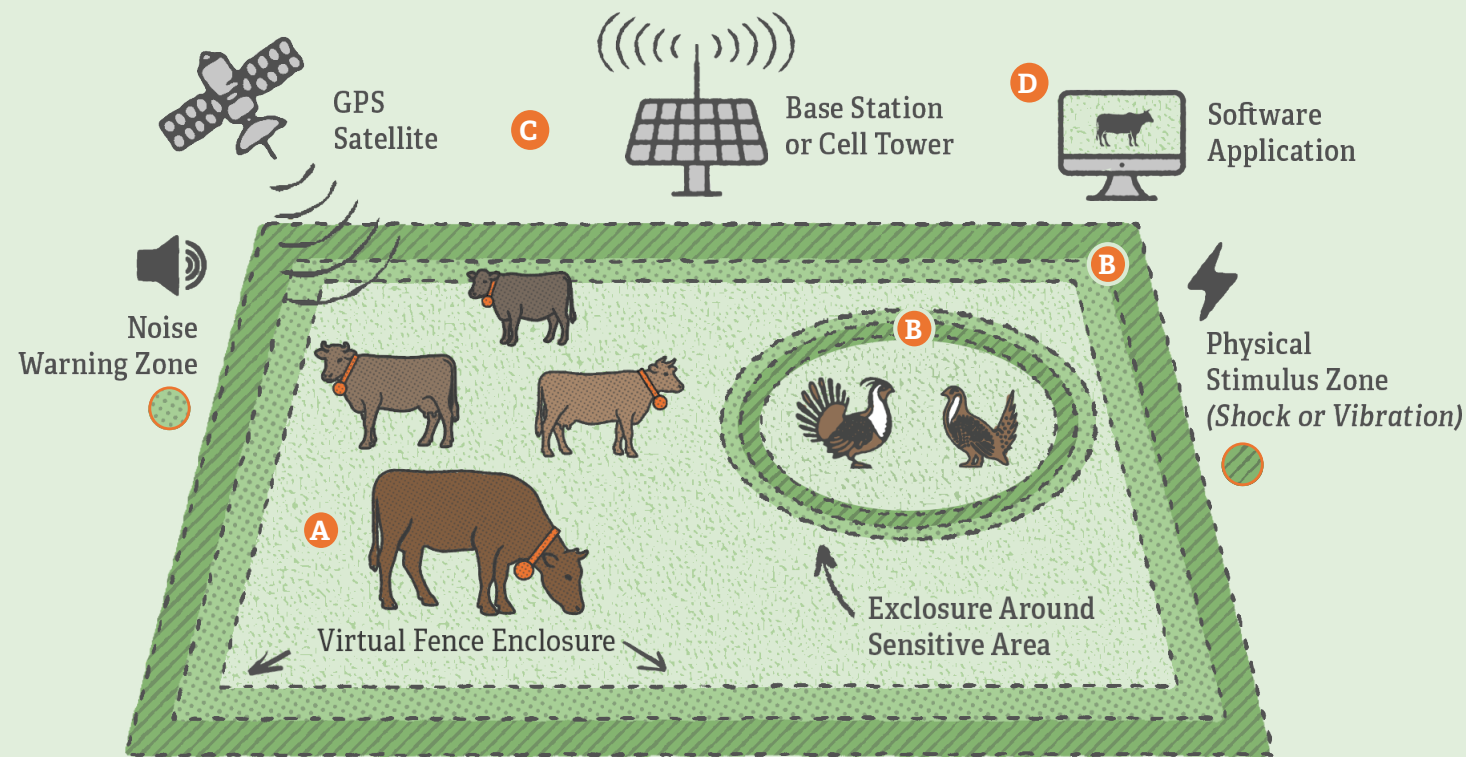 GPS
Satellite
C
Base Station
or Cell Tower
D
Software
Application
Noise
Warning Zone
B
Physical
Stimulus Zone
(Shock or Vibration)
B
A
Virtual Fence Enclosure
Exclosure Around
Sensitive Area